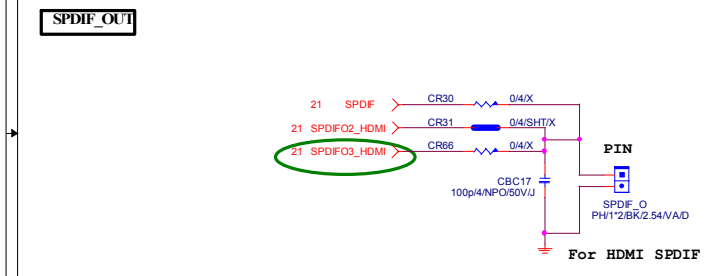 SPDIF_OUT
21 SPDIF CR30 0/4/X
21 SPDIFO2_HDMI CR31 0/4/SHT/X
21 SPDIFO3_HDMI CR66 0/4/X
PIN
CBC17
100p/4/NPO/50V/J
SPDIF_O
PH/1*2/BK/2.54/VA/D
For HDMI SPDIF